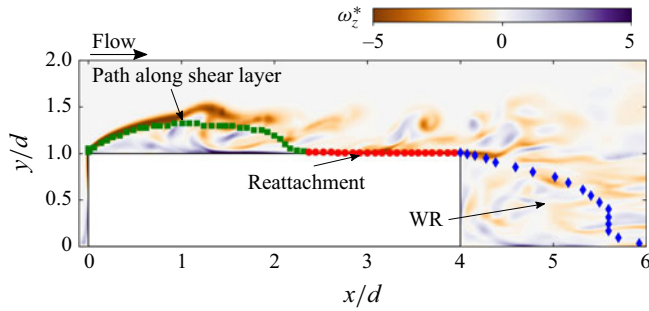 ω*z
−5 0 5
Flow
Path along shear layer
Reattachment
WR
y/d
2.0
1.5
1.0
0.5
0
0 1 2 3 4 5 6
x/d